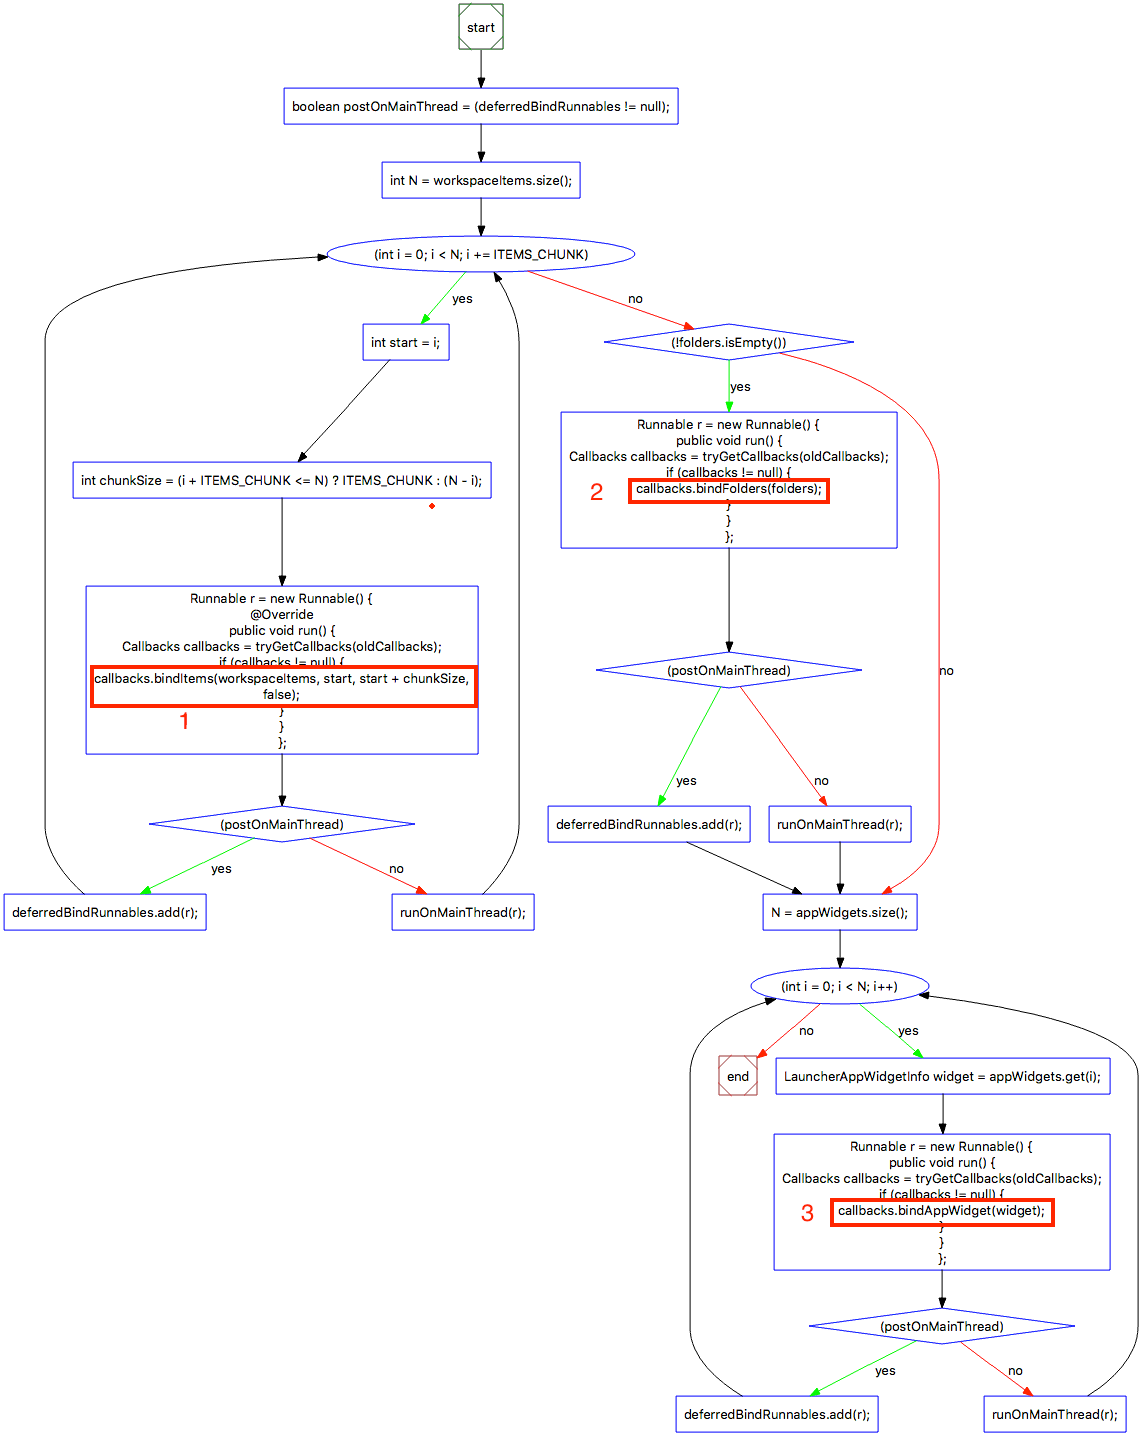 start
boolean postOnMainThread = (deferredBindRunnables != null);
int N = workspaceItems.size();
(int i = 0; i < N; i += ITEMS_CHUNK)
yes
no
int start = i;
(!folders.isEmpty())
yes
Runnable r = new Runnable() {
public void run() {
Callbacks callbacks = tryGetCallbacks(oldCallbacks);
if (callbacks != null) {
2
callbacks.bindFolders(folders);
}
}
};
int chunkSize = (i + ITEMS_CHUNK <= N) ? ITEMS_CHUNK : (N - i);
Runnable r = new Runnable() {
@Override
public void run() {
Callbacks callbacks = tryGetCallbacks(oldCallbacks);
if (callbacks != null) {
callbacks.bindItems(workspaceItems, start, start + chunkSize,
false);
1
}
}
};
(postOnMainThread)
no
yes
no
deferredBindRunnables.add(r);
runOnMainThread(r);
(postOnMainThread)
yes
no
deferredBindRunnables.add(r);
runOnMainThread(r);
N = appWidgets.size();
(int i = 0; i < N; i++)
no
yes
end
LauncherAppWidgetInfo widget = appWidgets.get(i);
Runnable r = new Runnable() {
public void run() {
Callbacks callbacks = tryGetCallbacks(oldCallbacks);
if (callbacks != null) {
3
callbacks.bindAppWidget(widget);
}
}
};
(postOnMainThread)
yes
no
deferredBindRunnables.add(r);
runOnMainThread(r);